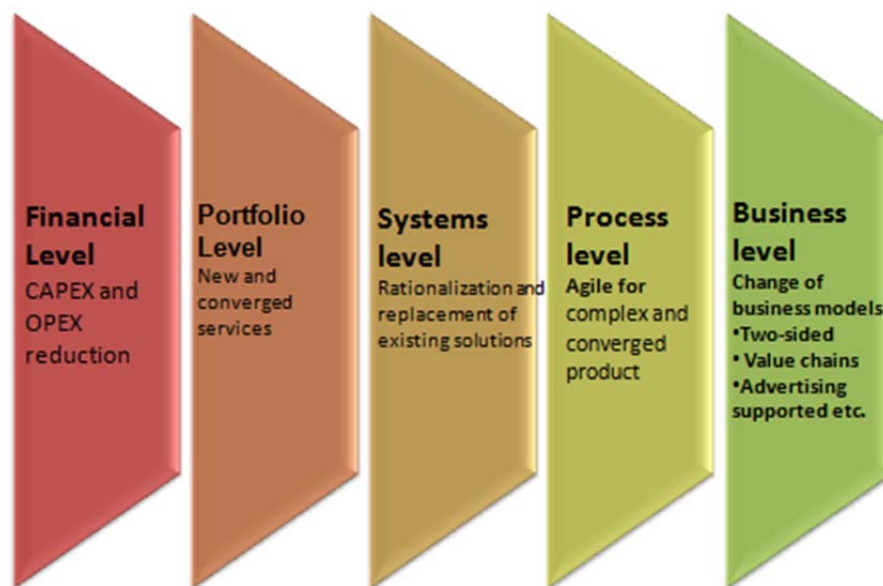 Financial
Level
CAPEX and
OPEX
reduction
Portfolio
Level
New and
converged
services
Systems
level
Rationalization and
replacement of
existing solutions
Process
level
Agile for
complex and
converged
product
Business
level
Change of
business models
•Two-sided
• Value chains
•Advertising
supported etc.